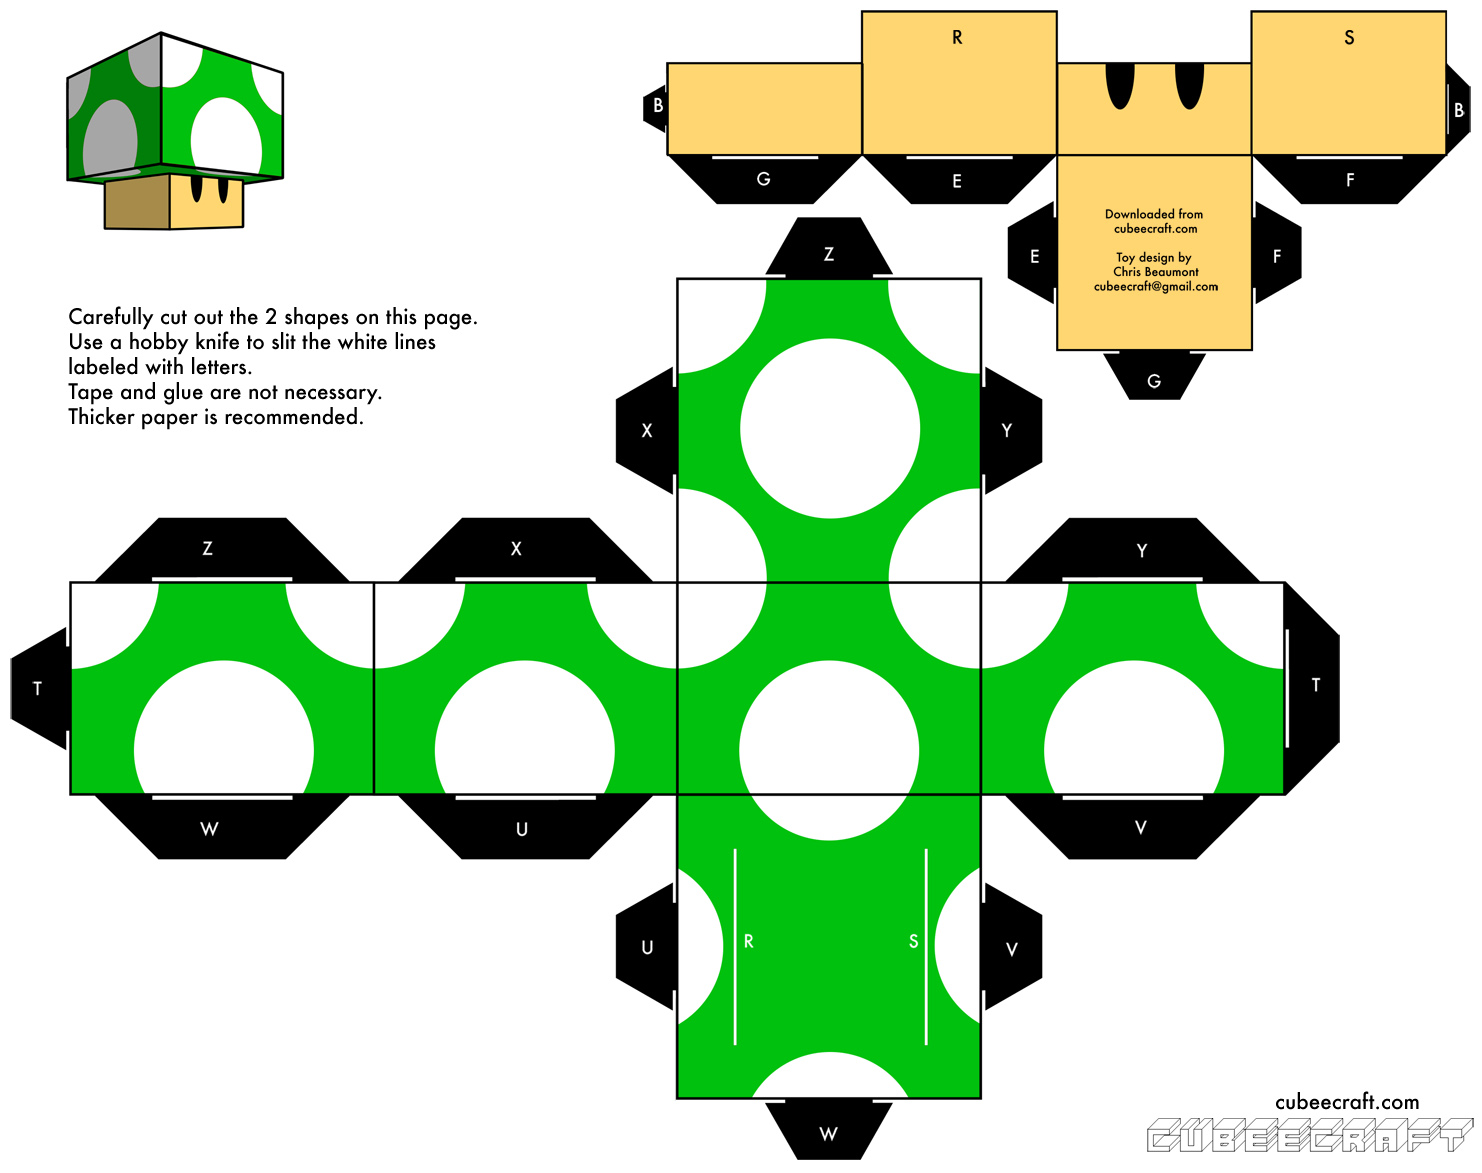 R
S
B
B
G
E
F
Downloaded from
cubeecraft.com
Toy design by
Chris Beaumont
cubeecraft@gmail.com
E
F
G
Carefully cut out the 2 shapes on this page.
Use a hobby knife to slit the white lines
labeled with letters.
Tape and glue are not necessary.
Thicker paper is recommended.
Z
X
Y
Z
X
Y
T
T
W
U
V
U
R
S
V
W
cubeecraft.com
CUBEECRAFT